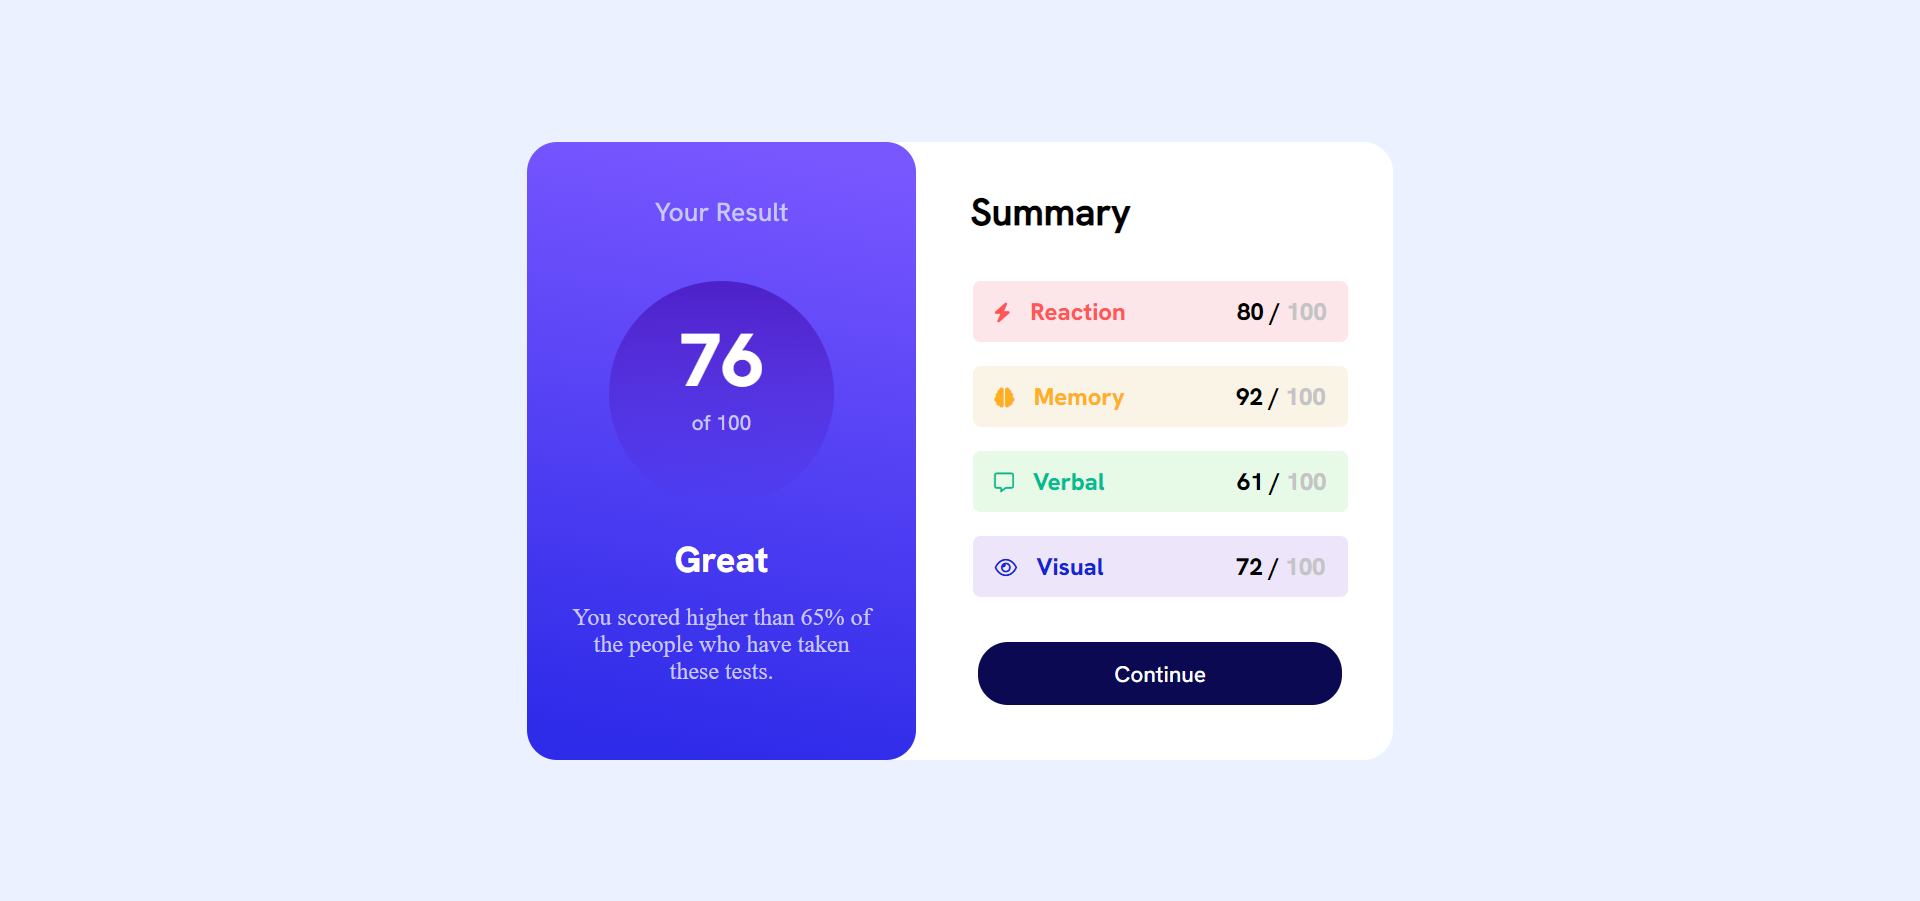 Your Result
76
of 100
Great
You scored higher than 65% of
the people who have taken
these tests.
Summary
Reaction 80 / 100
Memory 92 / 100
Verbal 61 / 100
Visual 72 / 100
Continue